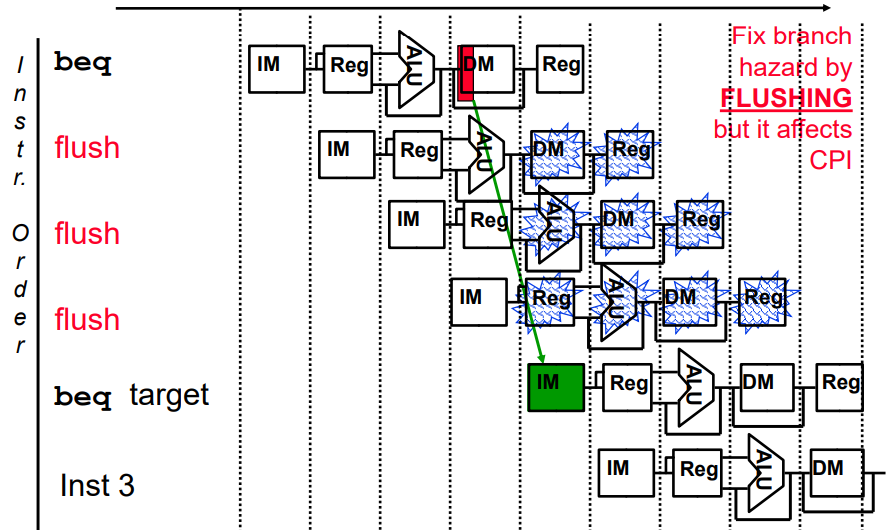 Instr. Order
Fix branch
hazard by
FLUSHING
but it affects
CPI
beq
IM Reg ALU DM Reg
flush
IM Reg ALU DM Reg
flush
IM Reg ALU DM Reg
flush
IM Reg ALU DM Reg
beq target
IM Reg ALU DM Reg
Inst 3
IM Reg ALU DM